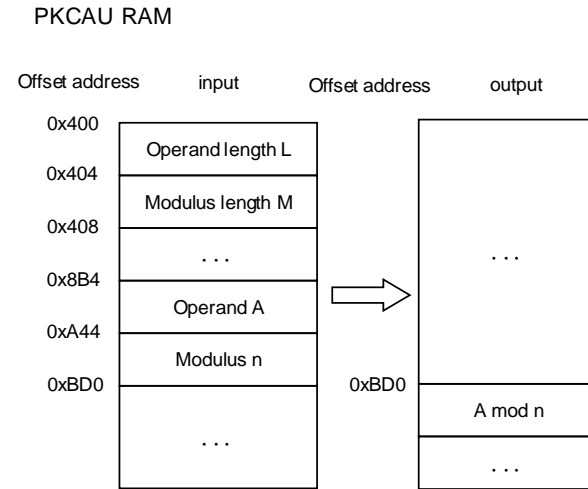 PKCAU RAM
Offset address input Offset address output
0x400
Operand length L
0x404
Modulus length M
0x408
. . .
. . .
0x8B4
Operand A
0xA44
Modulus n
0xBD0 0xBD0
A mod n
. . .
. . .